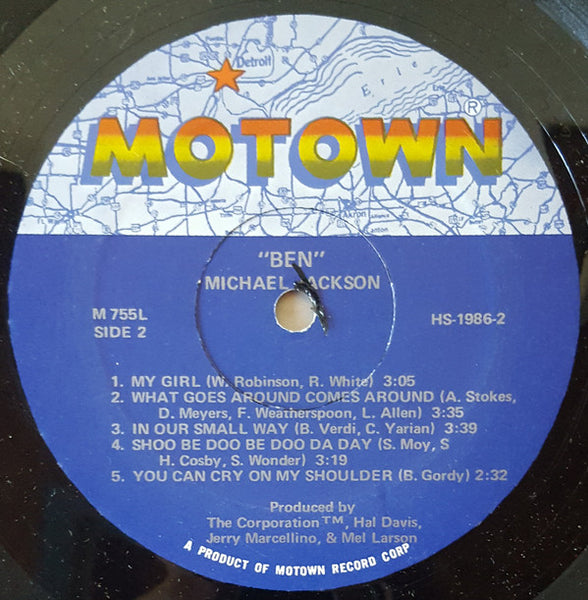 Detroit
Erie
MOTOWN®
Akron
Canton
"BEN"
MICHAEL JACKSON
M 755L
SIDE 2
HS-1986-2
1. MY GIRL (W. Robinson, R. White) 3:05
2. WHAT GOES AROUND COMES AROUND (A. Stokes,
D. Meyers, F. Weatherspoon, L. Allen) 3:35
3. IN OUR SMALL WAY (B. Verdi, C. Yarian) 3:39
4. SHOO BE DOO BE DOO DA DAY (S. Moy, S
H. Cosby, S. Wonder) 3:19
5. YOU CAN CRY ON MY SHOULDER (B. Gordy) 2:32
Produced by
The Corporation™, Hal Davis,
Jerry Marcellino, & Mel Larson
A PRODUCT OF MOTOWN RECORD CORP